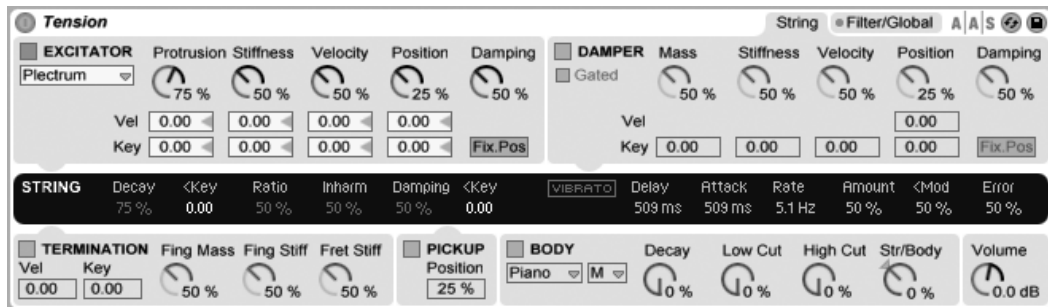 Tension String Filter/Global A A S
EXCITATOR Protrusion Stiffness Velocity Position Damping
Plectrum 75 % 50 % 50 % 25 % 50 %
Vel 0.00 0.00 0.00 0.00
Key 0.00 0.00 0.00 0.00 Fix.Pos
DAMPER Mass Stiffness Velocity Position Damping
Gated 50 % 50 % 50 % 25 % 50 %
Vel 0.00
Key 0.00 0.00 0.00 0.00 Fix.Pos
STRING Decay <Key Ratio Inharm Damping <Key VIBRATO Delay Attack Rate Amount <Mod Error
75 % 0.00 50 % 50 % 50 % 0.00 509 ms 509 ms 5.1 Hz 50 % 50 % 50 %
TERMINATION Fing Mass Fing Stiff Fret Stiff
Vel Key
0.00 0.00 50 % 50 % 50 %
PICKUP
Position
25 %
BODY Decay Low Cut High Cut Str/Body
Piano M 0 % 0 % 0 % 0 %
Volume
0.0 dB